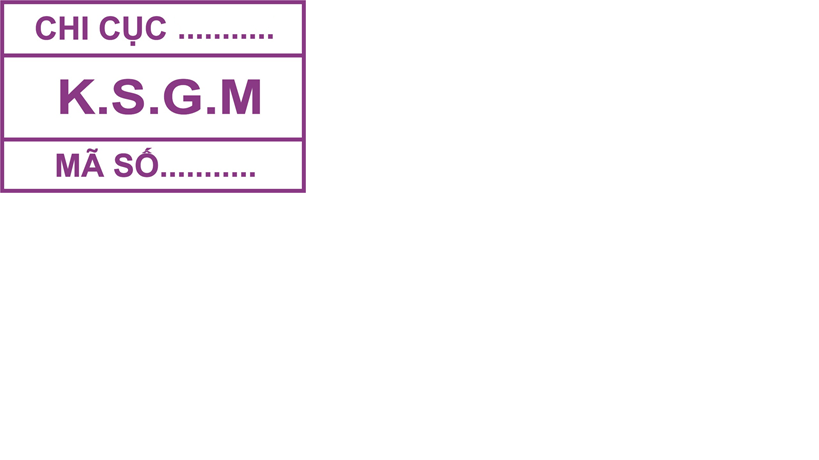 CHI CỤC ...........
K.S.G.M
MÃ SỐ...........